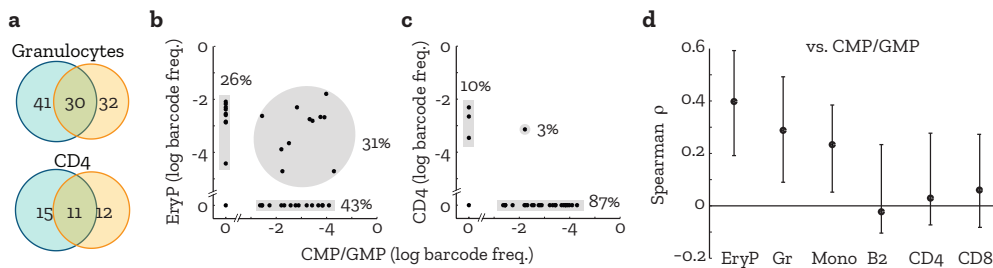 a
Granulocytes
41 30 32
CD4
15 11 12
b
EryP (log barcode freq.)
0
−2
−4
0
26%
31%
43%
0 −2 −4 0
c
CD4 (log barcode freq.)
0
−2
−4
0
10%
3%
87%
0 −2 −4 0
CMP/GMP (log barcode freq.)
d
vs. CMP/GMP
Spearman ρ
0.6
0.4
0.2
0
−0.2
EryP Gr Mono B2 CD4 CD8